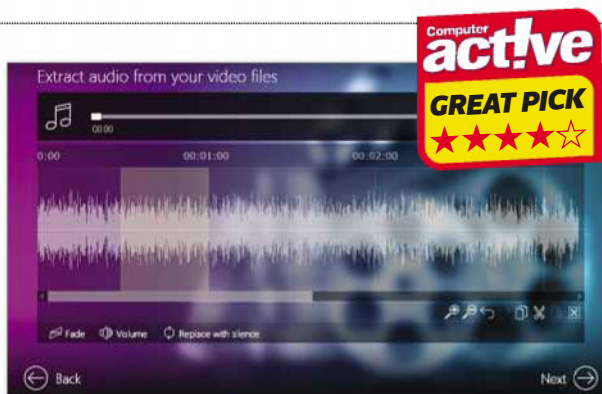 Computer
act!ve
GREAT PICK
Extract audio from your video files
00:00
0:00 00:01:00 00:02:00
Fade Volume Replace with silence
Back Next